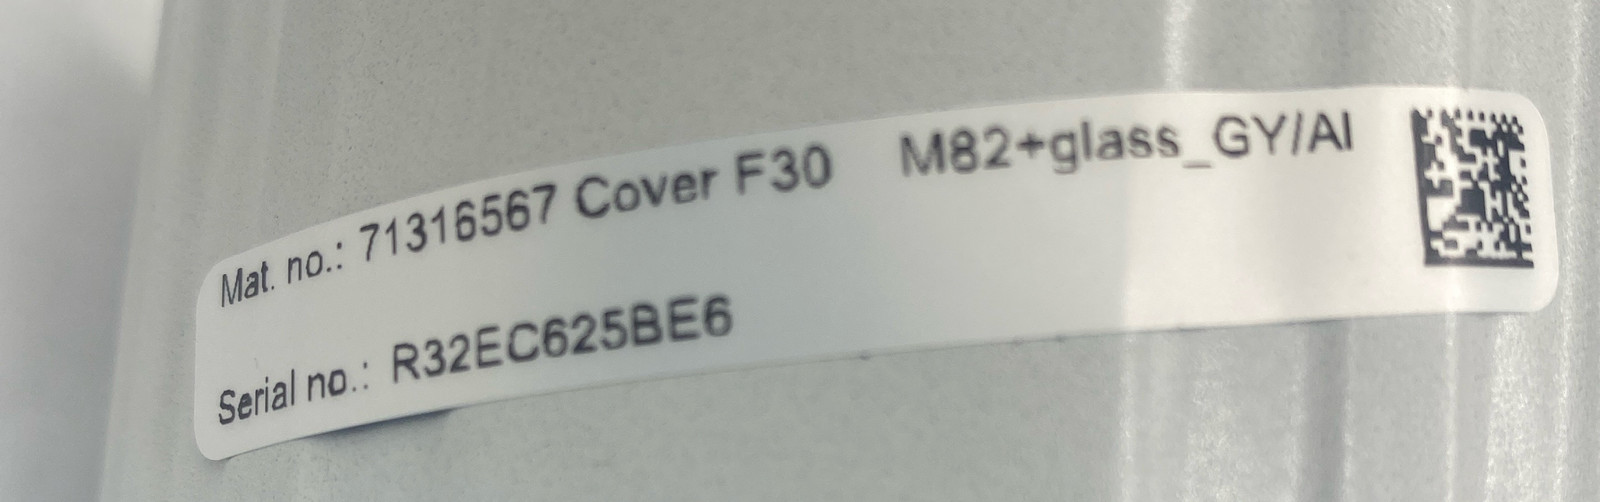 Mat. no.: 71316567 Cover F30 M82+glass_GY/Al
Serial no.: R32EC625BE6